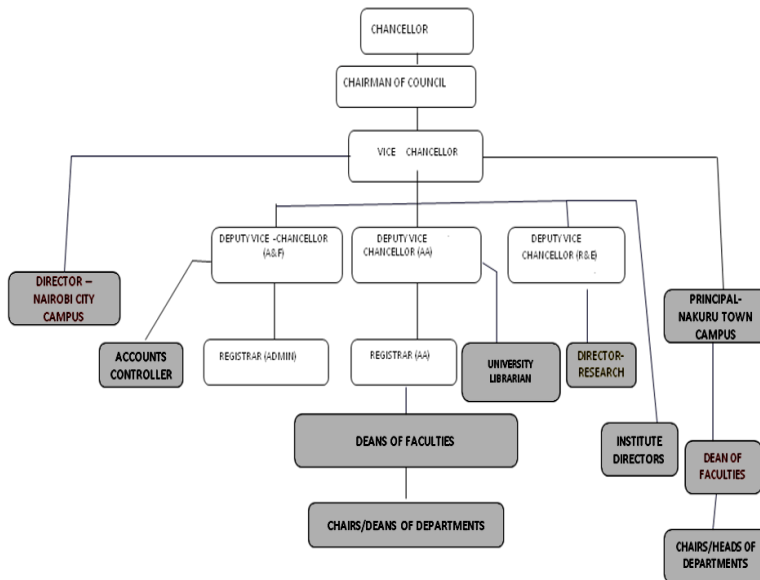 CHANCELLOR
CHAIRMAN OF COUNCIL
VICE CHANCELLOR
DEPUTY VICE -CHANCELLOR
(A&F)
DEPUTY VICE
CHANCELLOR (AA)
DEPUTY VICE
CHANCELLOR (R&E)
DIRECTOR –
NAIROBI CITY
CAMPUS
PRINCIPAL-
NAKURU TOWN
CAMPUS
ACCOUNTS
CONTROLLER
REGISTRAR (ADMIN)
REGISTRAR (AA)
UNIVERSITY
LIBRARIAN
DIRECTOR-
RESEARCH
DEANS OF FACULTIES
INSTITUTE
DIRECTORS
DEAN OF
FACULTIES
CHAIRS/DEANS OF DEPARTMENTS
CHAIRS/HEADS OF
DEPARTMENTS